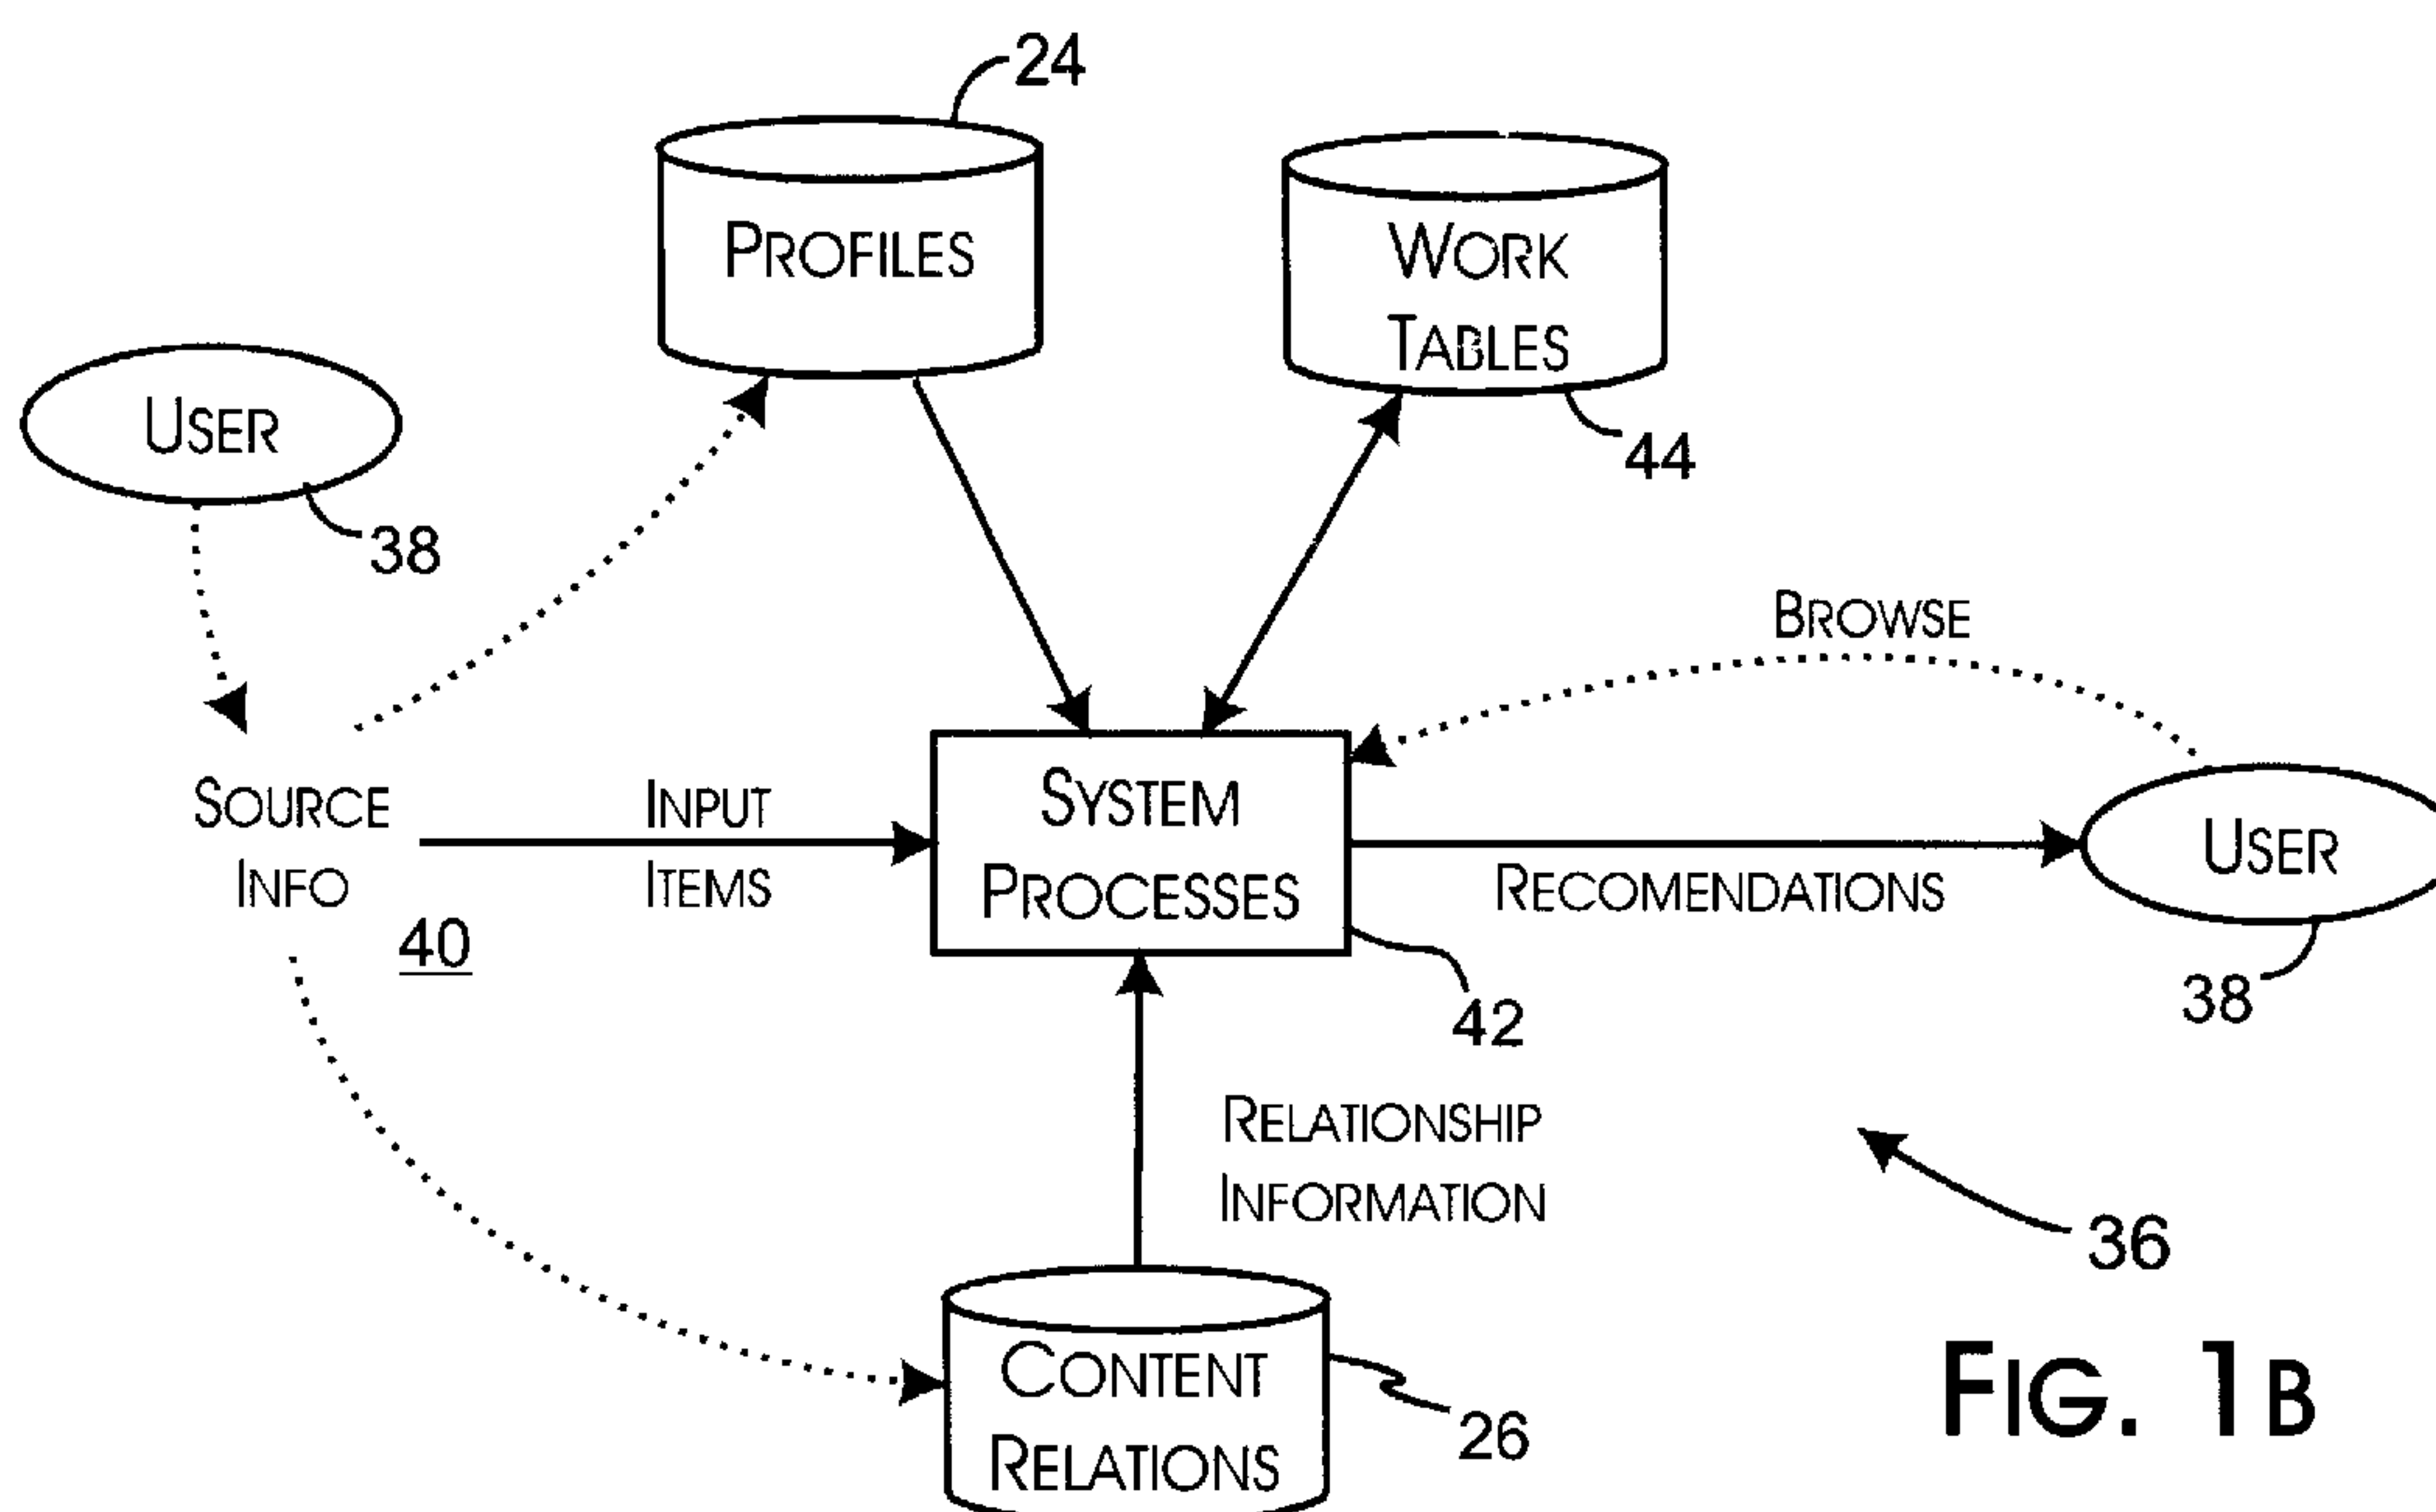 24
PROFILES
WORK
TABLES
44
USER
38
BROWSE
SOURCE
INFO
40
INPUT
ITEMS
SYSTEM
PROCESSES
42
RECOMENDATIONS
USER
38
RELATIONSHIP
INFORMATION
36
CONTENT
RELATIONS
26
FIG. 1B